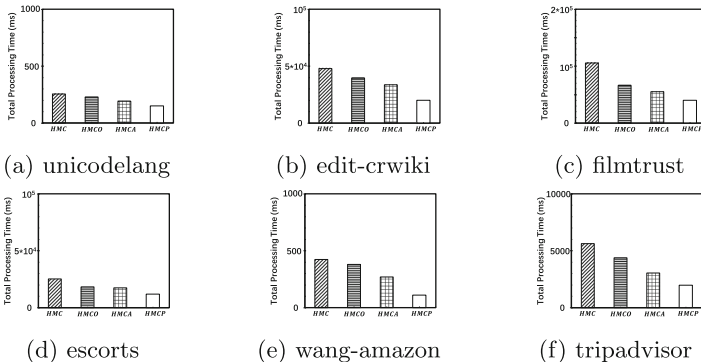 1000
500
0
Total Processing Time (ms)
HMC HMCO HMCA HMCP
(a) unicodelang
10⁵
5*10⁴
0
Total Processing Time (ms)
HMC HMCO HMCA HMCP
(b) edit-crwiki
2*10⁵
10⁵
0
Total Processing Time (ms)
HMC HMCO HMCA HMCP
(c) filmtrust
10⁵
5*10⁴
0
Total Processing Time (ms)
HMC HMCO HMCA HMCP
(d) escorts
1000
500
0
Total Processing Time (ms)
HMC HMCO HMCA HMCP
(e) wang-amazon
10000
5000
0
Total Processing Time (ms)
HMC HMCO HMCA HMCP
(f) tripadvisor